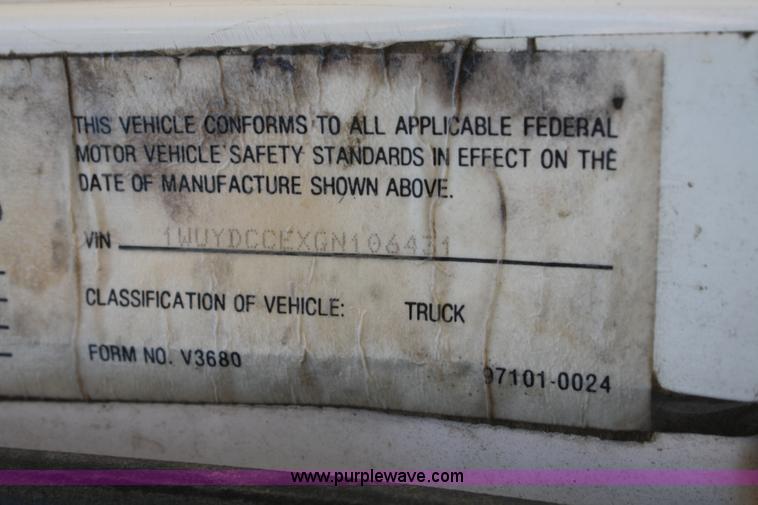 THIS VEHICLE CONFORMS TO ALL APPLICABLE FEDERAL
MOTOR VEHICLE SAFETY STANDARDS IN EFFECT ON THE
DATE OF MANUFACTURE SHOWN ABOVE.
VIN 1WUYDCCEXGN106431
CLASSIFICATION OF VEHICLE: TRUCK
FORM NO. V3680 97101-0024
www.purplewave.com